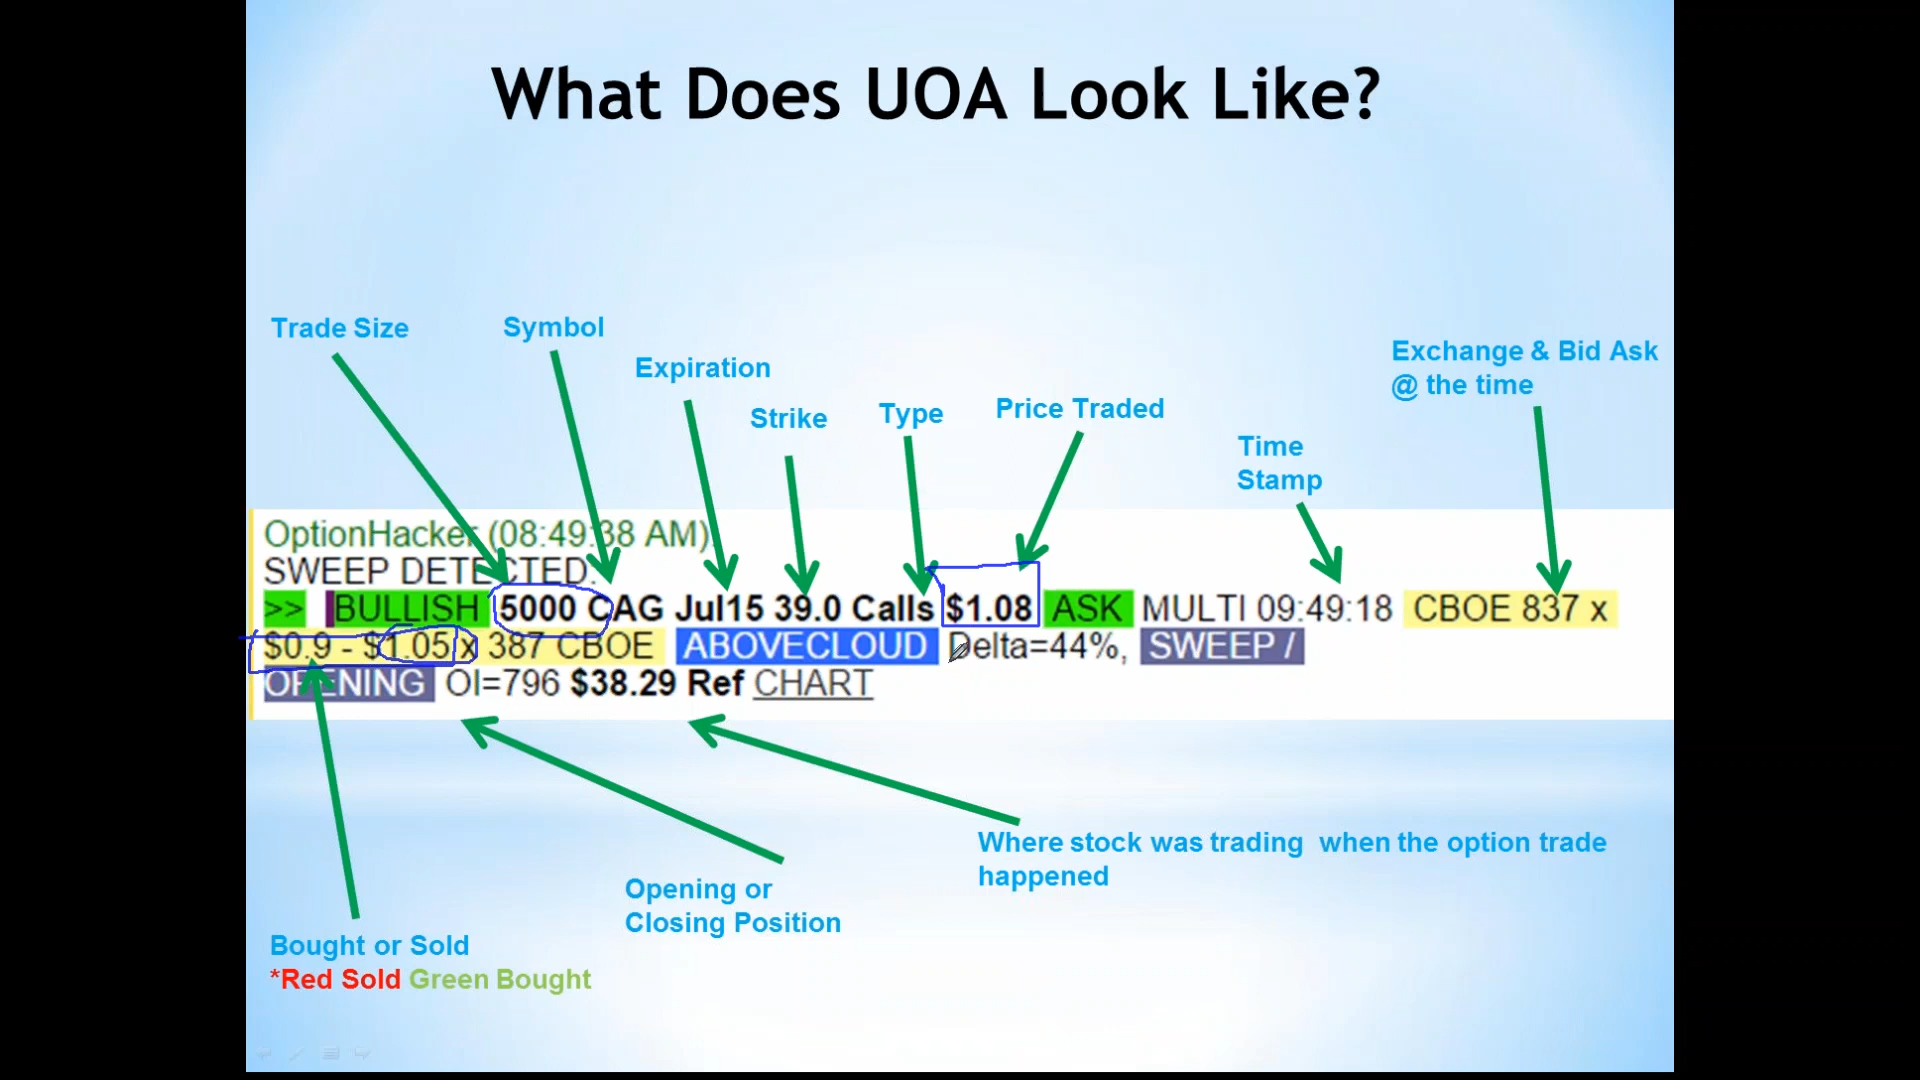 What Does UOA Look Like?
Trade Size
Symbol
Expiration
Strike
Type
Price Traded
Time
Stamp
Exchange & Bid Ask
@ the time
OptionHacker (08:49:38 AM)
SWEEP DETECTED:
>> BULLISH 5000 CAG Jul15 39.0 Calls $1.08 ASK MULTI 09:49:18 CBOE 837 x
$0.9 - $1.05 x 387 CBOE ABOVECLOUD Delta=44%, SWEEP /
OPENING OI=796 $38.29 Ref CHART
Where stock was trading when the option trade
happened
Opening or
Closing Position
Bought or Sold
*Red Sold Green Bought